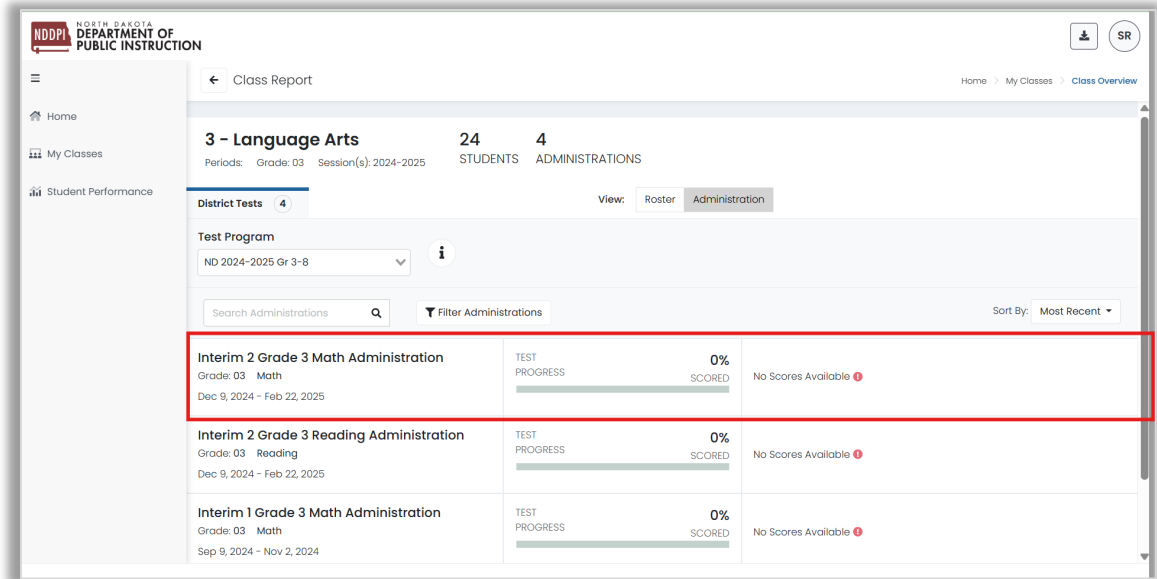 NDDPI
NORTH DAKOTA
DEPARTMENT OF
PUBLIC INSTRUCTION
SR
Class Report
Home > My Classes > Class Overview
Home
My Classes
Student Performance
3 - Language Arts
Periods: Grade: 03 Session(s): 2024-2025
24
STUDENTS
4
ADMINISTRATIONS
District Tests 4
View: Roster Administration
Test Program
ND 2024-2025 Gr 3-8
i
Search Administrations
Filter Administrations
Sort By: Most Recent
Interim 2 Grade 3 Math Administration
Grade: 03 Math
Dec 9, 2024 - Feb 22, 2025
TEST
PROGRESS
0%
SCORED
No Scores Available
Interim 2 Grade 3 Reading Administration
Grade: 03 Reading
Dec 9, 2024 - Feb 22, 2025
TEST
PROGRESS
0%
SCORED
No Scores Available
Interim 1 Grade 3 Math Administration
Grade: 03 Math
Sep 9, 2024 - Nov 2, 2024
TEST
PROGRESS
0%
SCORED
No Scores Available